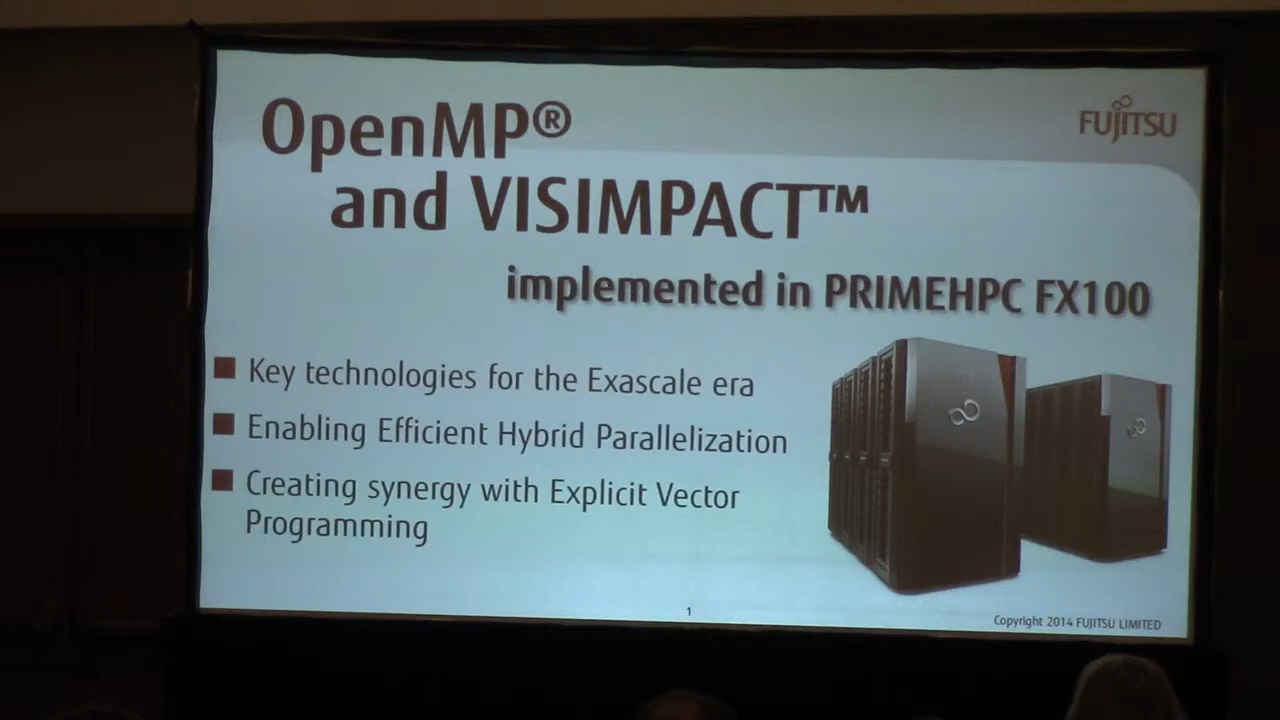 OpenMP®
FUJITSU
and VISIMPACT™
implemented in PRIMEHPC FX100
Key technologies for the Exascale era
Enabling Efficient Hybrid Parallelization
Creating synergy with Explicit Vector
Programming
1
Copyright 2014 FUJITSU LIMITED